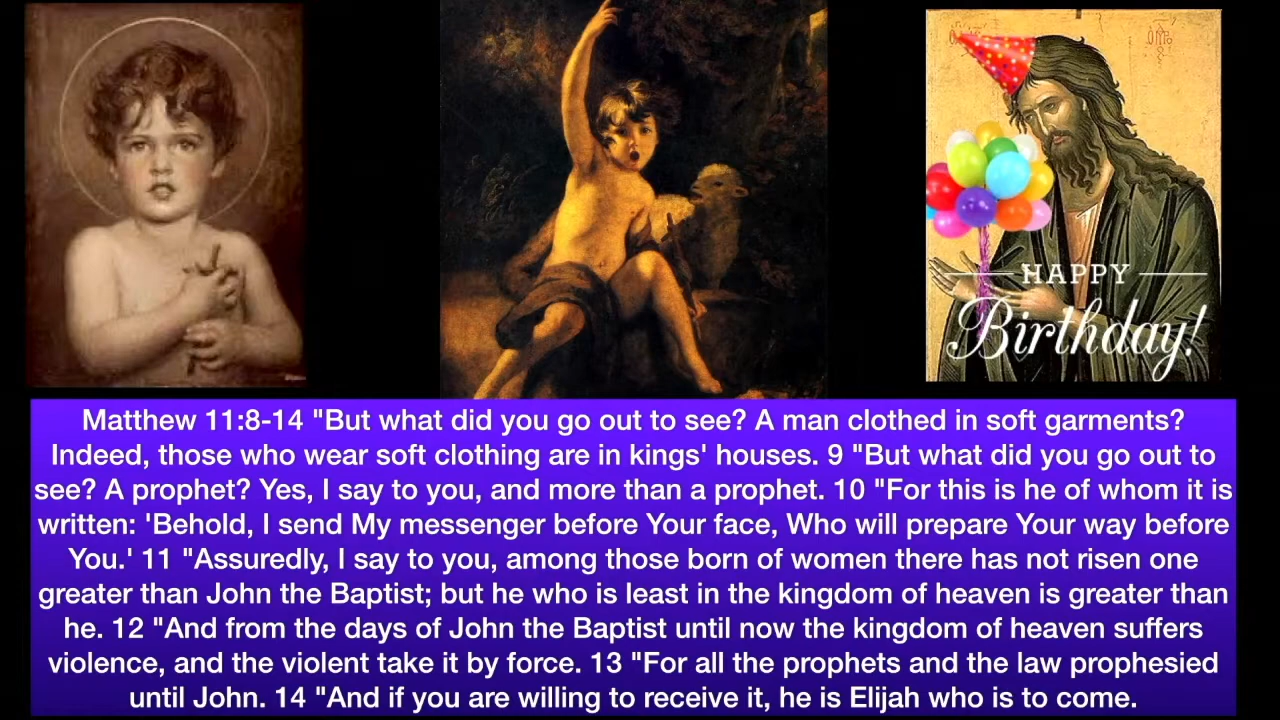 HAPPY
Birthday!
Matthew 11:8-14 "But what did you go out to see? A man clothed in soft garments?
Indeed, those who wear soft clothing are in kings' houses. 9 "But what did you go out to
see? A prophet? Yes, I say to you, and more than a prophet. 10 "For this is he of whom it is
written: 'Behold, I send My messenger before Your face, Who will prepare Your way before
You.' 11 "Assuredly, I say to you, among those born of women there has not risen one
greater than John the Baptist; but he who is least in the kingdom of heaven is greater than
he. 12 "And from the days of John the Baptist until now the kingdom of heaven suffers
violence, and the violent take it by force. 13 "For all the prophets and the law prophesied
until John. 14 "And if you are willing to receive it, he is Elijah who is to come.